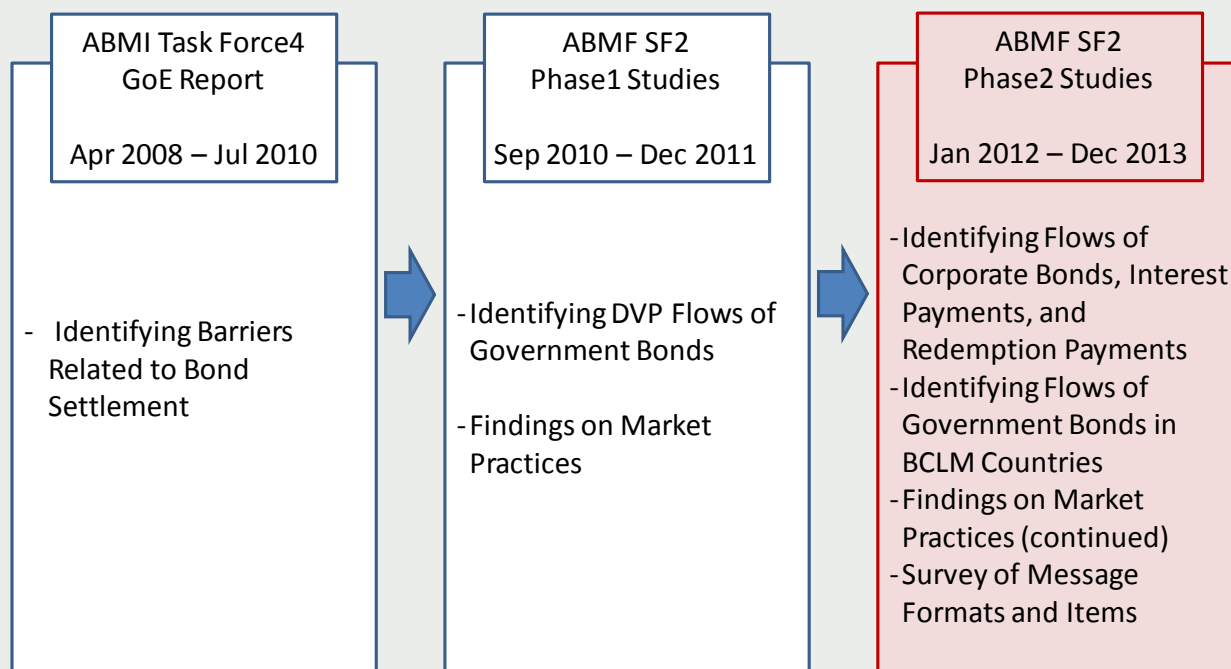 ABMI Task Force4
GoE Report
Apr 2008 – Jul 2010
- Identifying Barriers
Related to Bond
Settlement
ABMF SF2
Phase1 Studies
Sep 2010 – Dec 2011
-Identifying DVP Flows of
Government Bonds
-Findings on Market
Practices
ABMF SF2
Phase2 Studies
Jan 2012 – Dec 2013
-Identifying Flows of
Corporate Bonds, Interest
Payments, and
Redemption Payments
-Identifying Flows of
Government Bonds in
BCLM Countries
-Findings on Market
Practices (continued)
-Survey of Message
Formats and Items